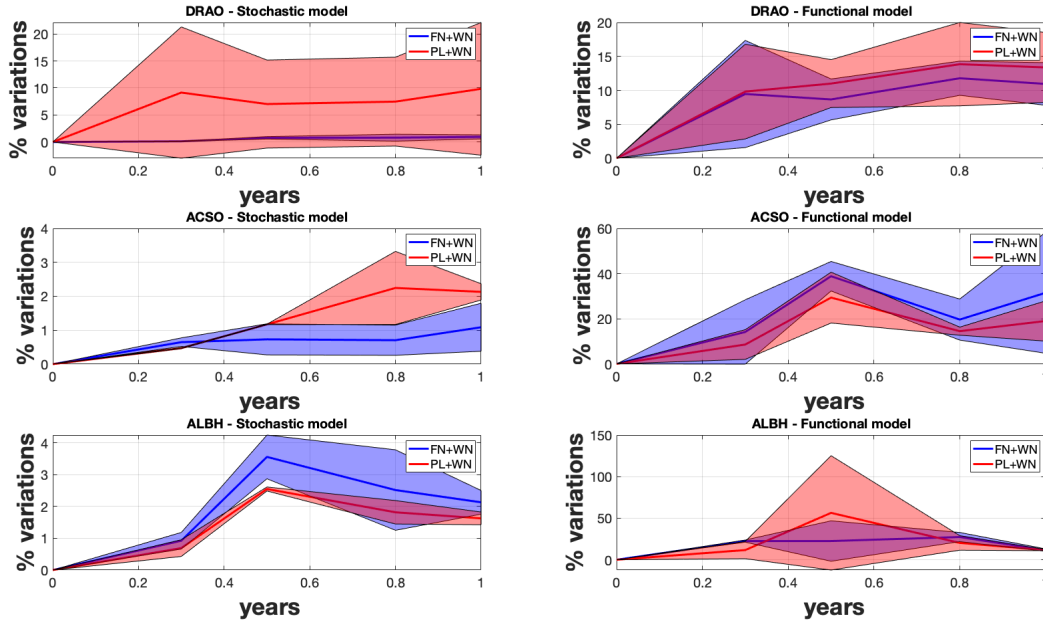 DRAO - Stochastic model
% variations
20
15
10
5
0
FN+WN
PL+WN
0 0.2 0.4 0.6 0.8 1
years
DRAO - Functional model
% variations
20
15
10
5
0
FN+WN
PL+WN
0 0.2 0.4 0.6 0.8 1
years
ACSO - Stochastic model
% variations
4
3
2
1
0
FN+WN
PL+WN
0 0.2 0.4 0.6 0.8 1
years
ACSO - Functional model
% variations
60
40
20
0
FN+WN
PL+WN
0 0.2 0.4 0.6 0.8 1
years
ALBH - Stochastic model
% variations
4
3
2
1
0
FN+WN
PL+WN
0 0.2 0.4 0.6 0.8 1
years
ALBH - Functional model
% variations
150
100
50
0
FN+WN
PL+WN
0 0.2 0.4 0.6 0.8 1
years